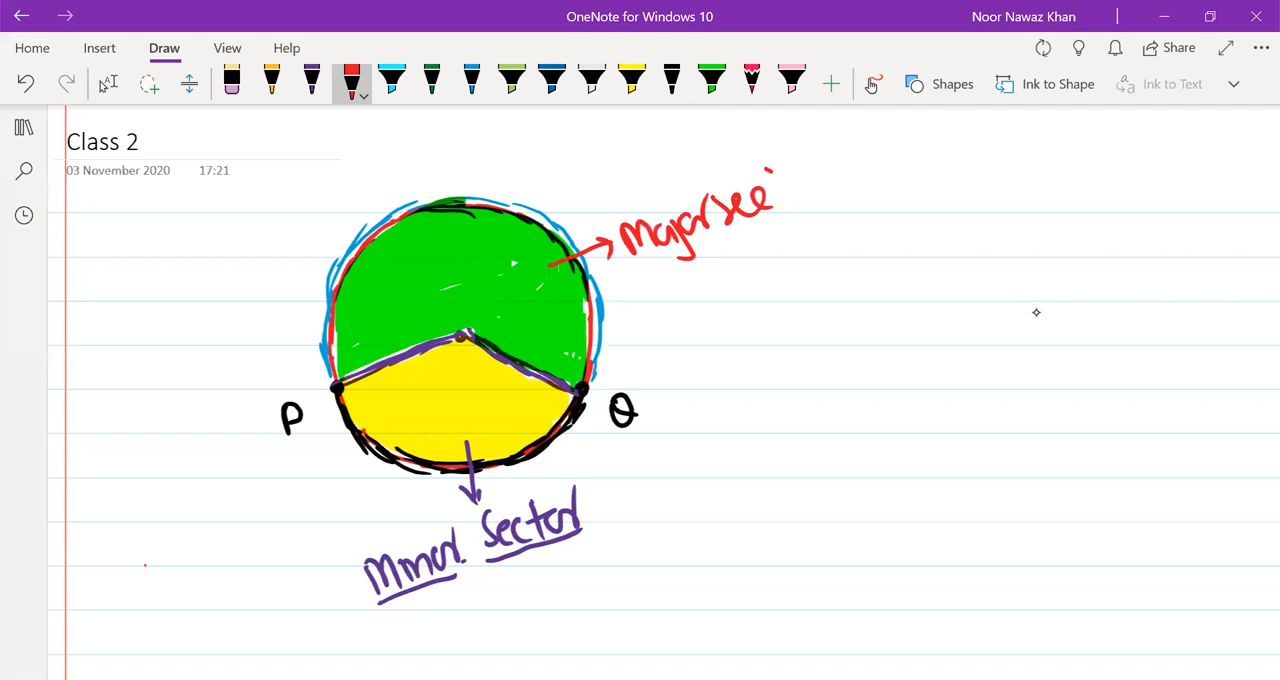 OneNote for Windows 10
Noor Nawaz Khan
Home Insert Draw View Help
Share
Shapes Ink to Shape Ink to Text
Class 2
03 November 2020 17:21
Major
P
Q
Minor Sector